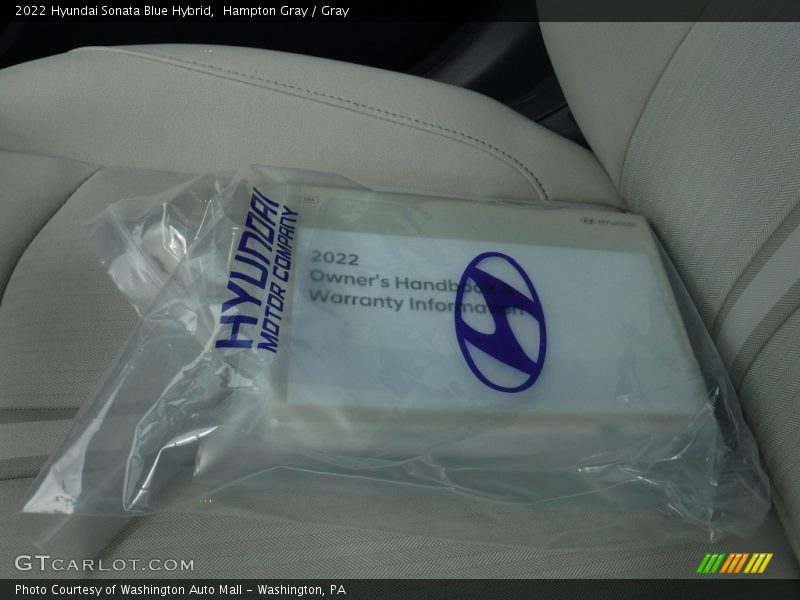 2022 Hyundai Sonata Blue Hybrid,  Hampton Gray / Gray
HYUNDAI
MOTOR COMPANY
HYUNDAI
2022
Owner's Handbook &
Warranty Information
GTCARLOT.COM
Photo Courtesy of Washington Auto Mall - Washington, PA